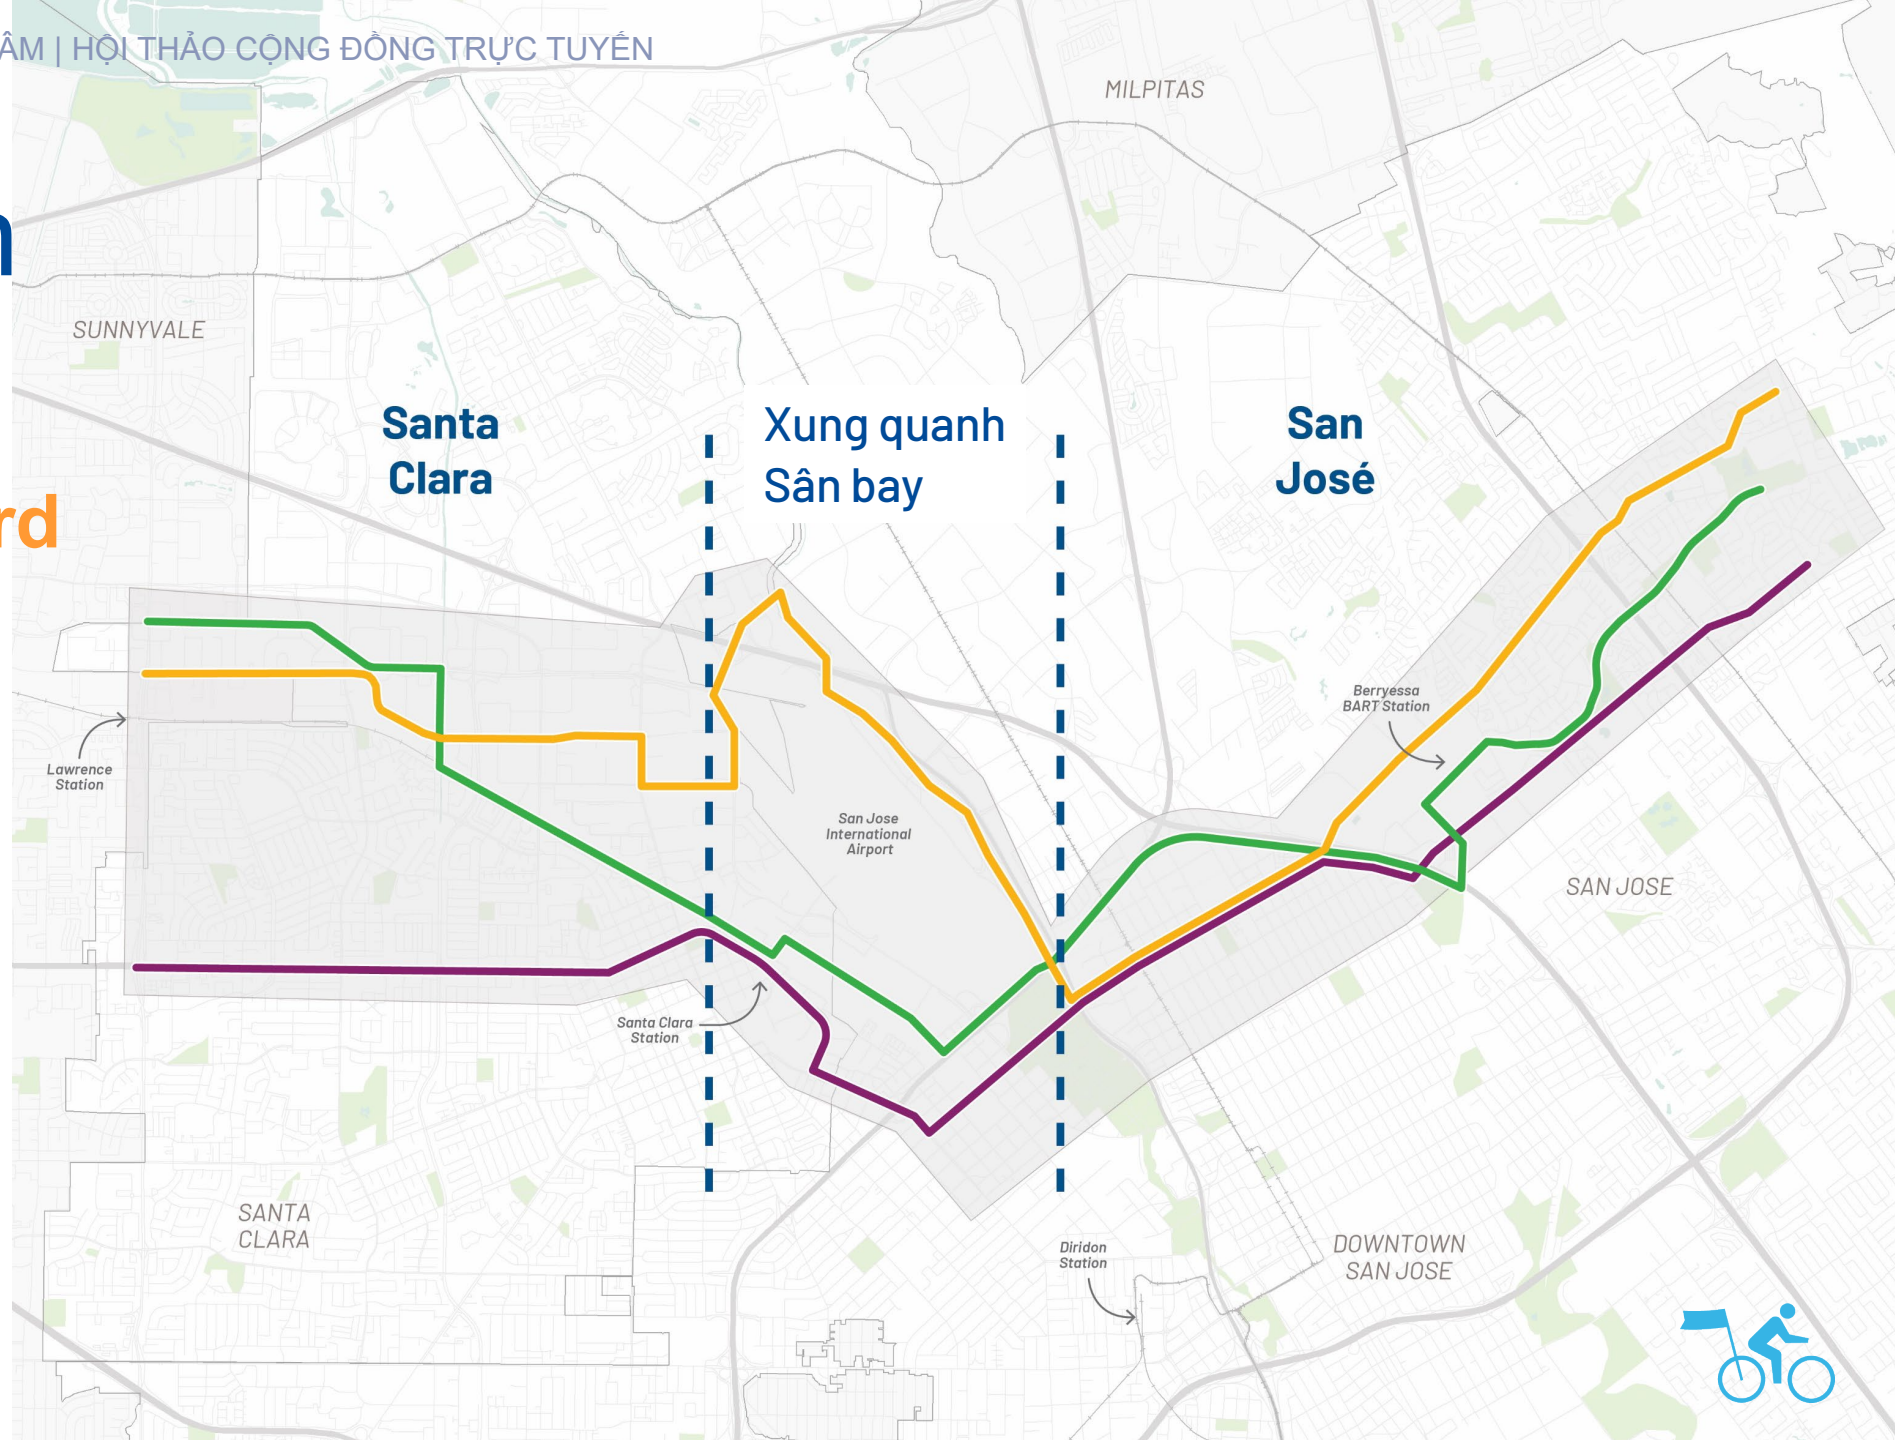 ÂM | HỘI THẢO CỘNG ĐỒNG TRỰC TUYẾN
MILPITAS
SUNNYVALE
rd
Santa
Clara
Xung quanh
Sân bay
San
José
Berryessa
BART Station
Lawrence
Station
San Jose
International
Airport
SAN JOSE
Santa Clara
Station
SANTA
CLARA
Diridon
Station
DOWNTOWN
SAN JOSE